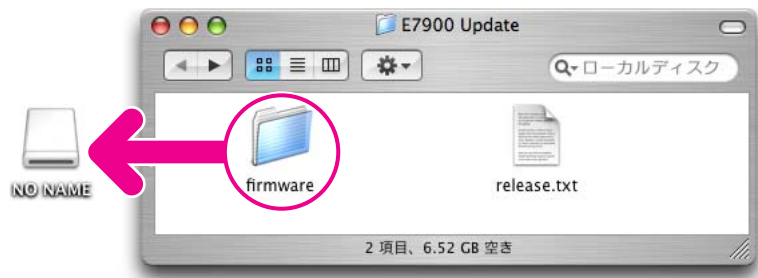 E7900 Update
ローカルディスク
NO NAME
firmware
release.txt
2 項目、6.52 GB 空き